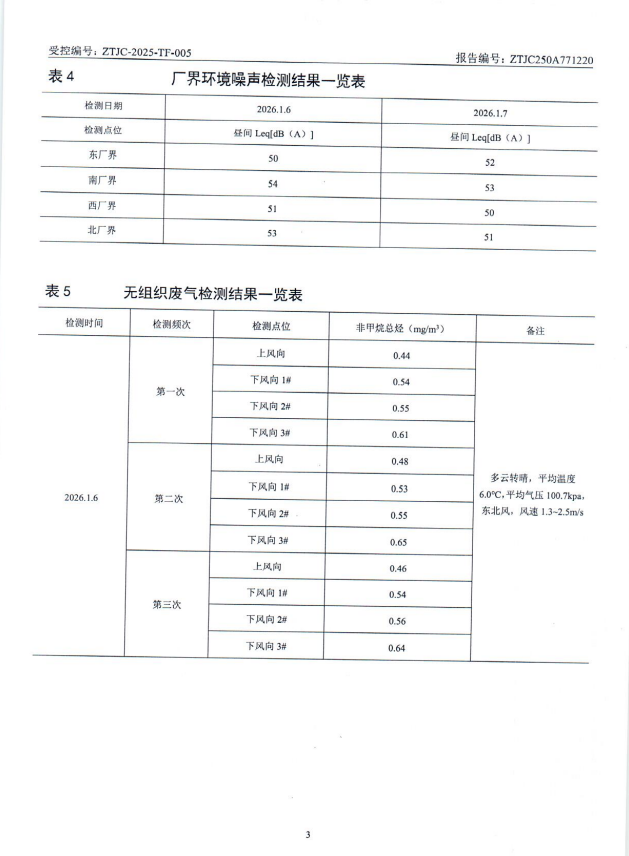 受控编号：ZTJC-2025-TF-005
报告编号：ZTJC250A771220
表 4 厂界环境噪声检测结果一览表
检测日期 2026.1.6 2026.1.7
检测点位 昼间 Leq[dB（A）] 昼间 Leq[dB（A）]
东厂界 50 52
南厂界 54 53
西厂界 51 50
北厂界 53 51
表 5 无组织废气检测结果一览表
检测时间 检测频次 检测点位 非甲烷总烃（mg/m³） 备注
2026.1.6
第一次
上风向 0.44
下风向 1# 0.54
下风向 2# 0.55
下风向 3# 0.61
第二次
上风向 0.48
下风向 1# 0.53
下风向 2# 0.55
下风向 3# 0.65
第三次
上风向 0.46
下风向 1# 0.54
下风向 2# 0.56
下风向 3# 0.64
多云转晴，平均温度
6.0℃,平均气压 100.7kpa,
东北风，风速 1.3~2.5m/s
3